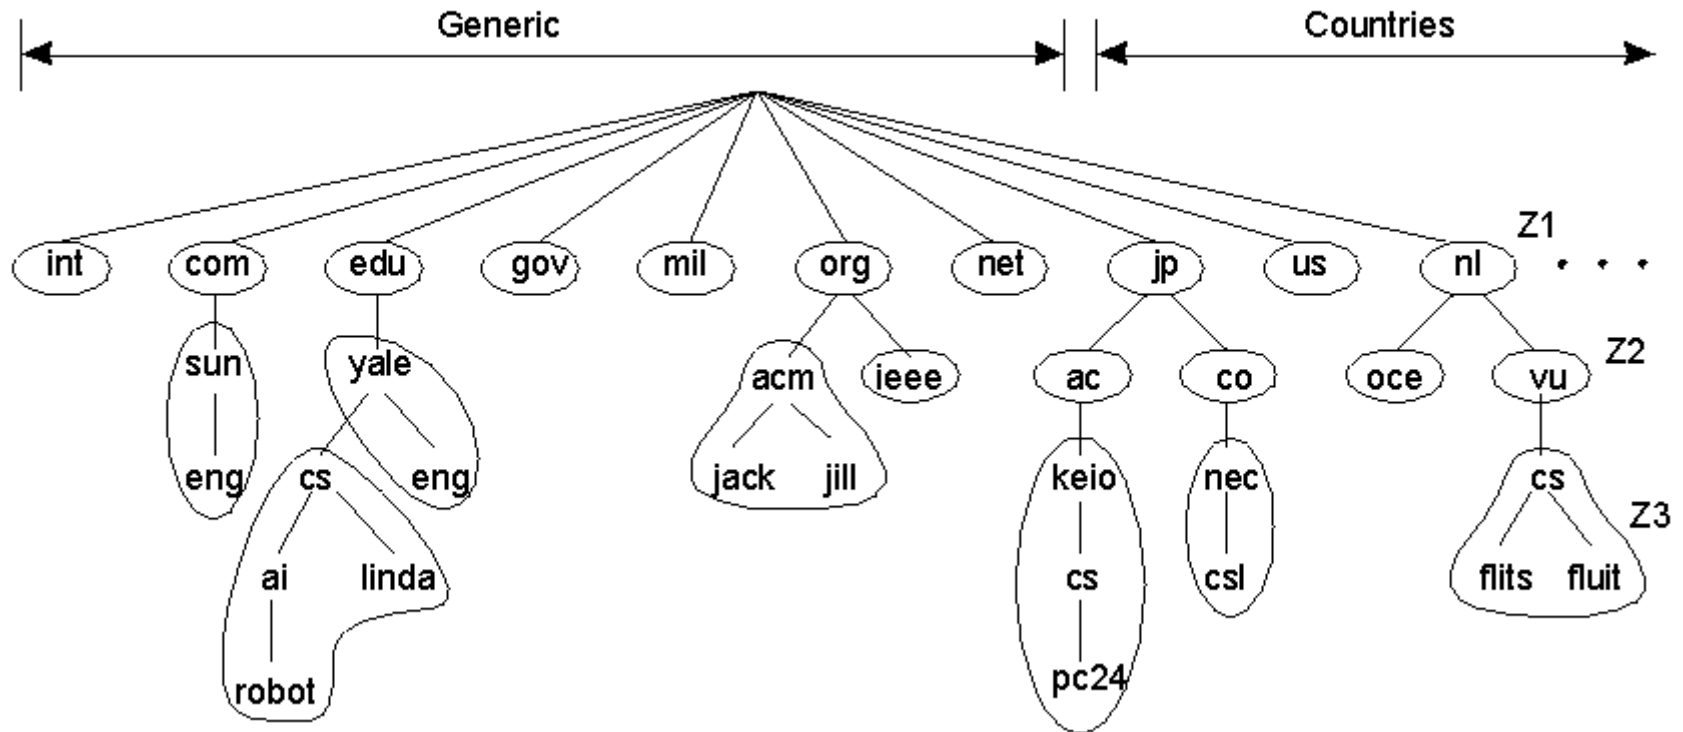 Generic Countries
Z1
int com edu gov mil org net jp us nl . . .
Z2
sun yale acm ieee ac co oce vu
eng cs eng jack jill keio nec cs
Z3
ai linda cs csl flits fluit
robot pc24